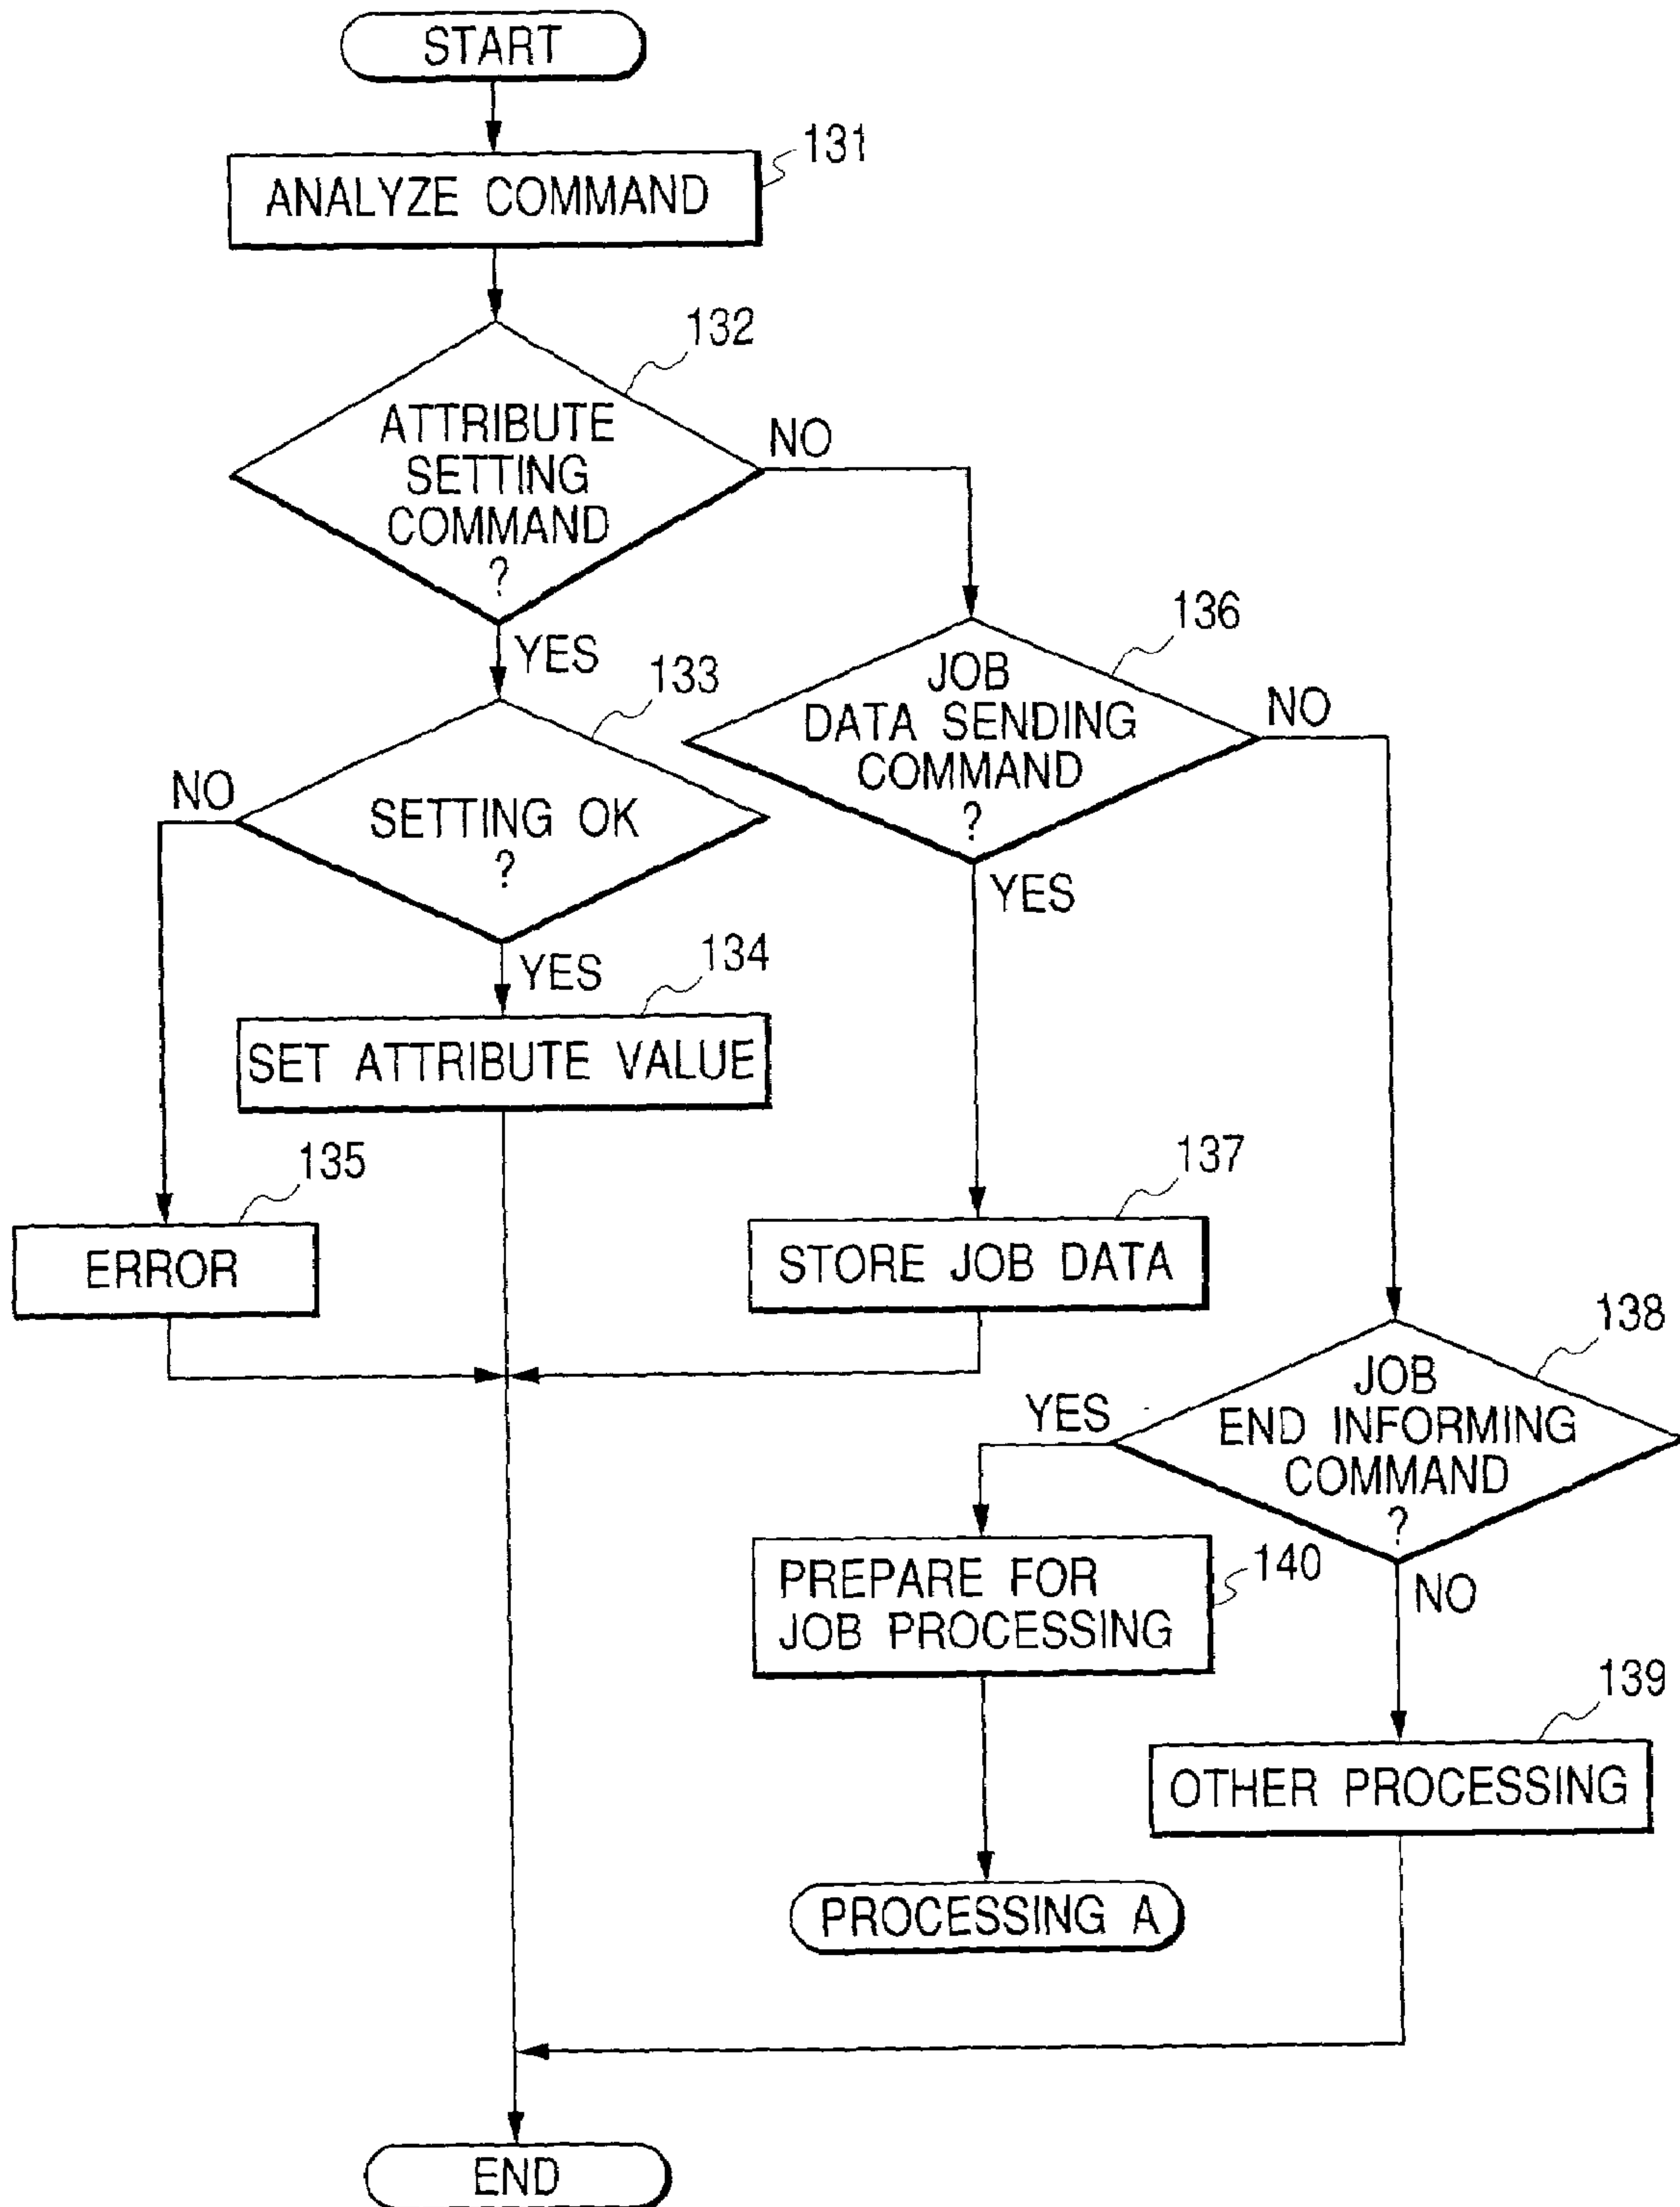 START
131
ANALYZE COMMAND
132
ATTRIBUTE
SETTING
COMMAND
?
NO
YES
133
SETTING OK
?
NO
YES
134
SET ATTRIBUTE VALUE
135
ERROR
136
JOB
DATA SENDING
COMMAND
?
NO
YES
137
STORE JOB DATA
138
JOB
END INFORMING
COMMAND
?
YES
NO
140
PREPARE FOR
JOB PROCESSING
139
OTHER PROCESSING
PROCESSING A
END